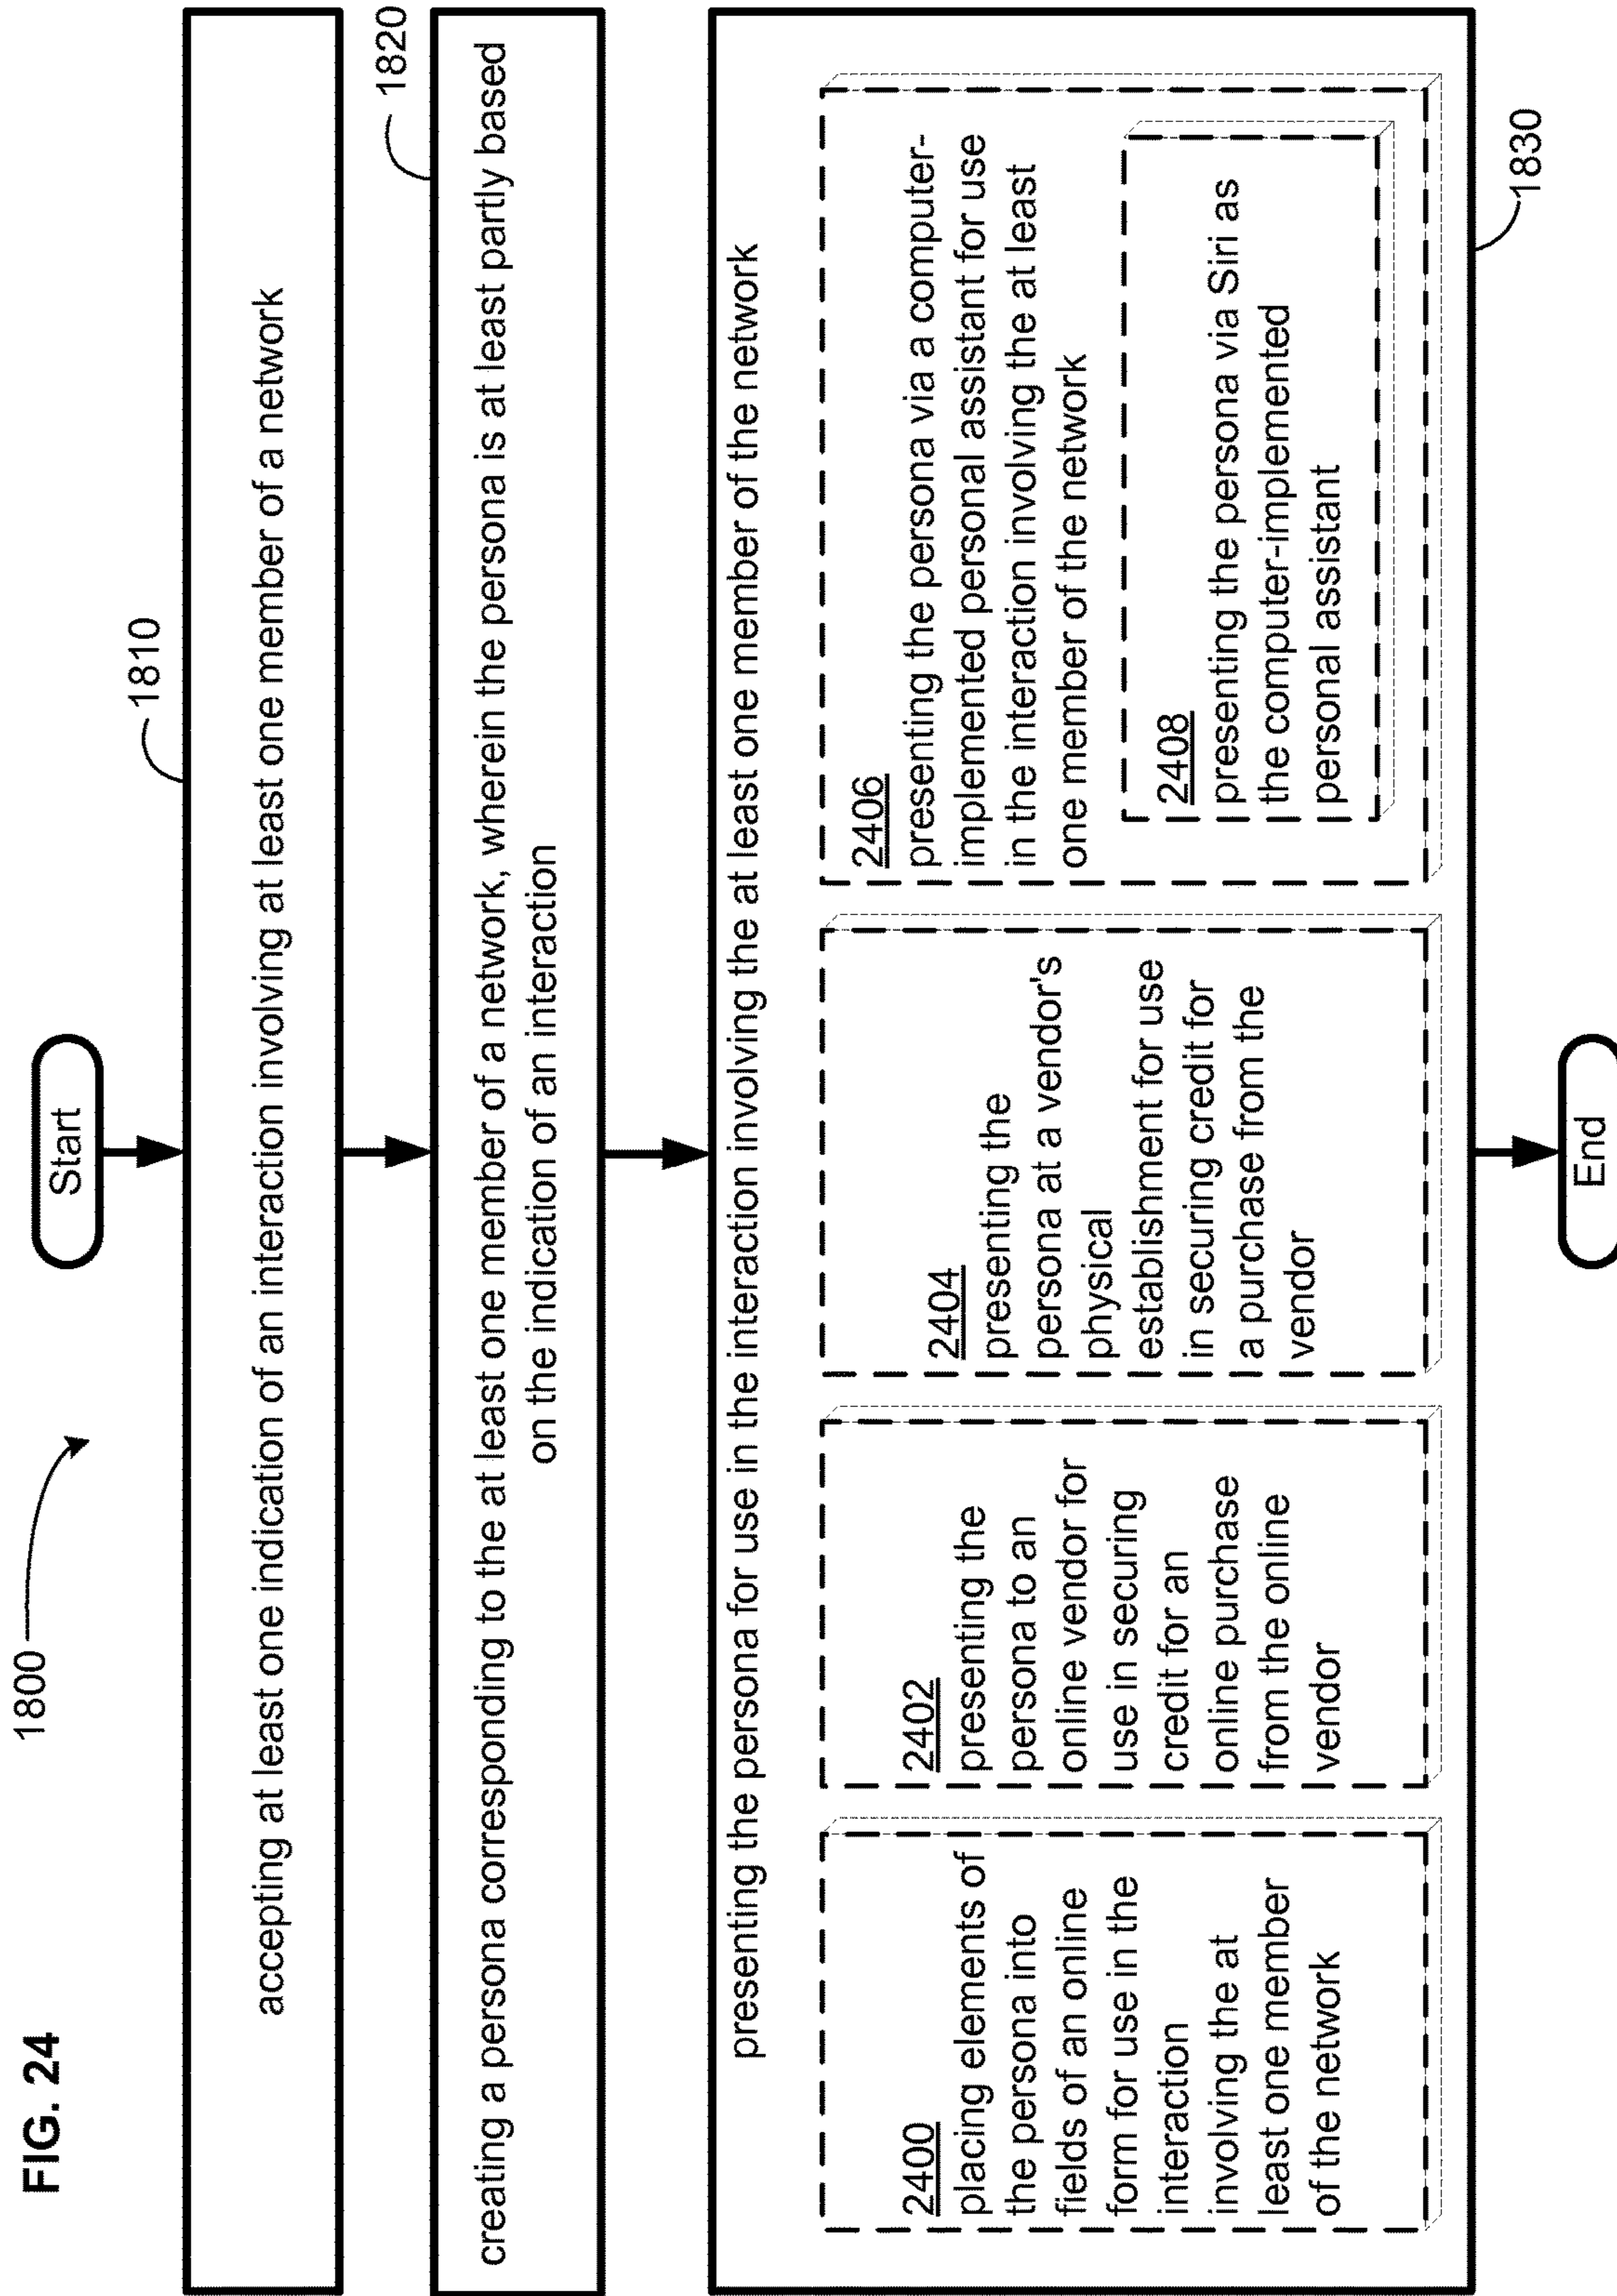 FIG. 24
1800
Start
1810
accepting at least one indication of an interaction involving at least one member of a network
1820
creating a persona corresponding to the at least one member of a network, wherein the persona is at least partly based
on the indication of an interaction
presenting the persona for use in the interaction involving the at least one member of the network
2400
placing elements of
the persona into
fields of an online
form for use in the
interaction
involving the at
least one member
of the network
2402
presenting the
persona to an
online vendor for
use in securing
credit for an
online purchase
from the online
vendor
2404
presenting the
persona at a vendor's
physical
establishment for use
in securing credit for
a purchase from the
vendor
2406
presenting the persona via a computer-
implemented personal assistant for use
in the interaction involving the at least
one member of the network
2408
presenting the persona via Siri as
the computer-implemented
personal assistant
1830
End